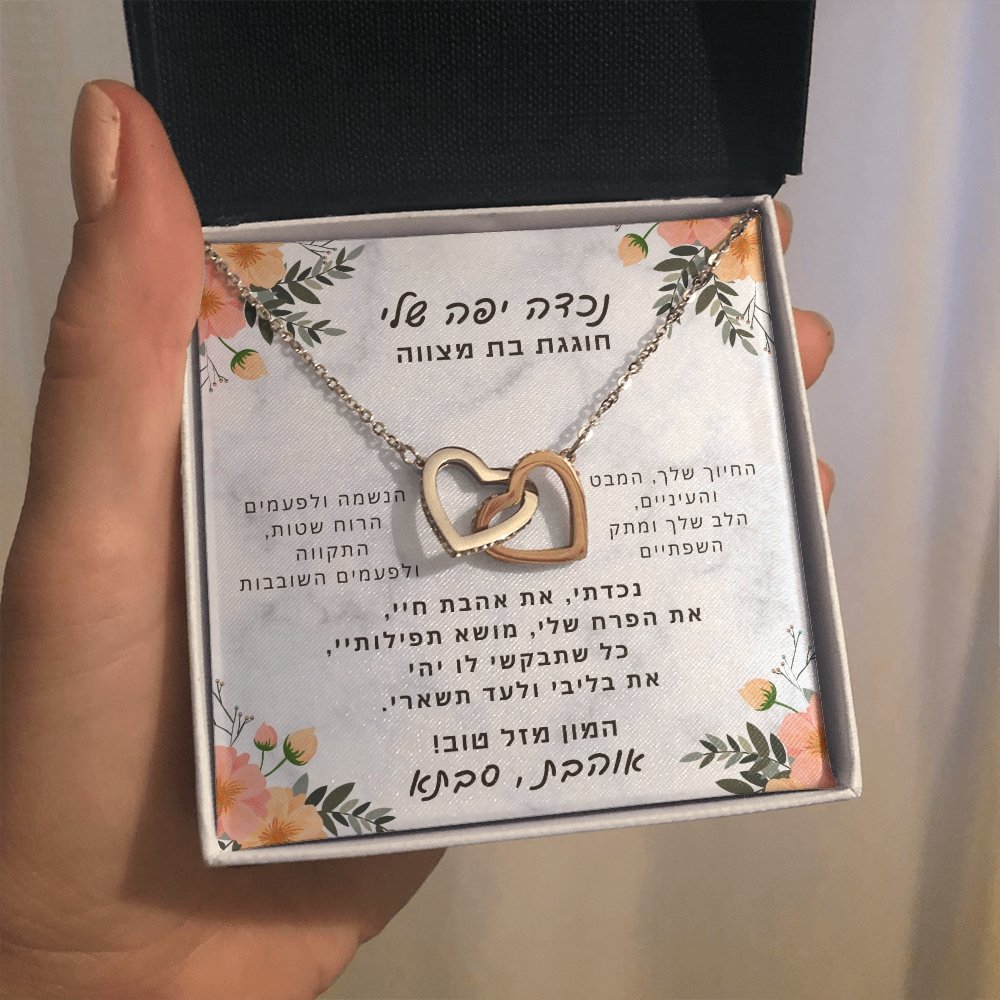 נכדה יפה שלי
חוגגת בת מצווה
החיוך שלך, המבט
והעיניים,
הלב שלך ומתק
השפתיים
הנשמה ולפעמים
הרוח שטות,
התקווה
ולפעמים השובבות
נכדתי, את אהבת חיי,
את הפרח שלי, מושא תפילותיי,
כל שתבקשי לו יהי
את בליבי ולעד תשארי.
המון מזל טוב!
אוהבת, סבתא